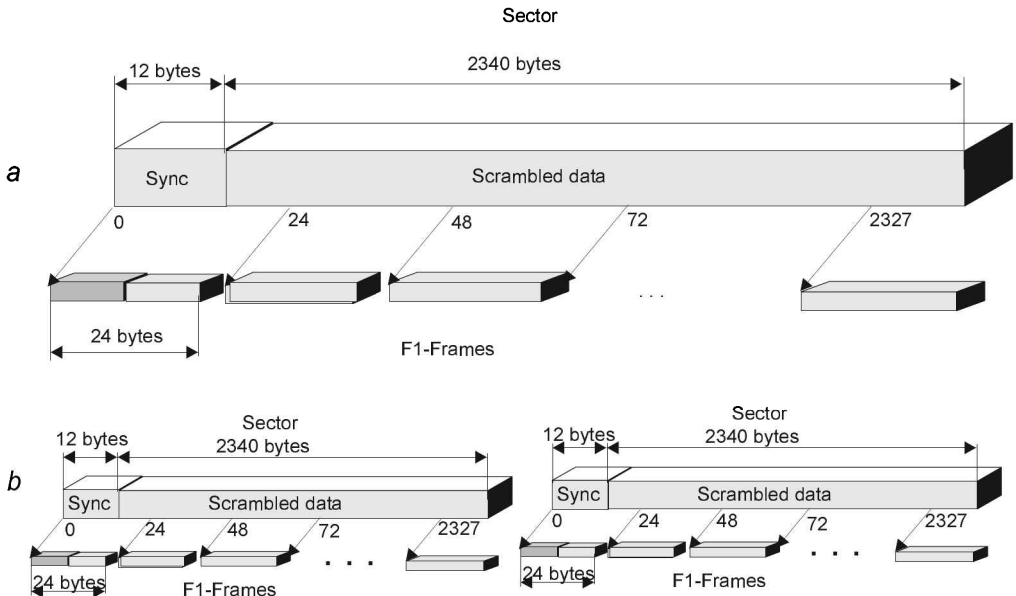 Sector
12 bytes
2340 bytes
a
Sync
Scrambled data
0
24
48
72
2327
. . .
24 bytes
F1-Frames
Sector
12 bytes
2340 bytes
b
Sync
Scrambled data
0
24
48
72
2327
. . .
24 bytes
F1-Frames
Sector
12 bytes
2340 bytes
Sync
Scrambled data
0
24
48
72
2327
. . .
24 bytes
F1-Frames